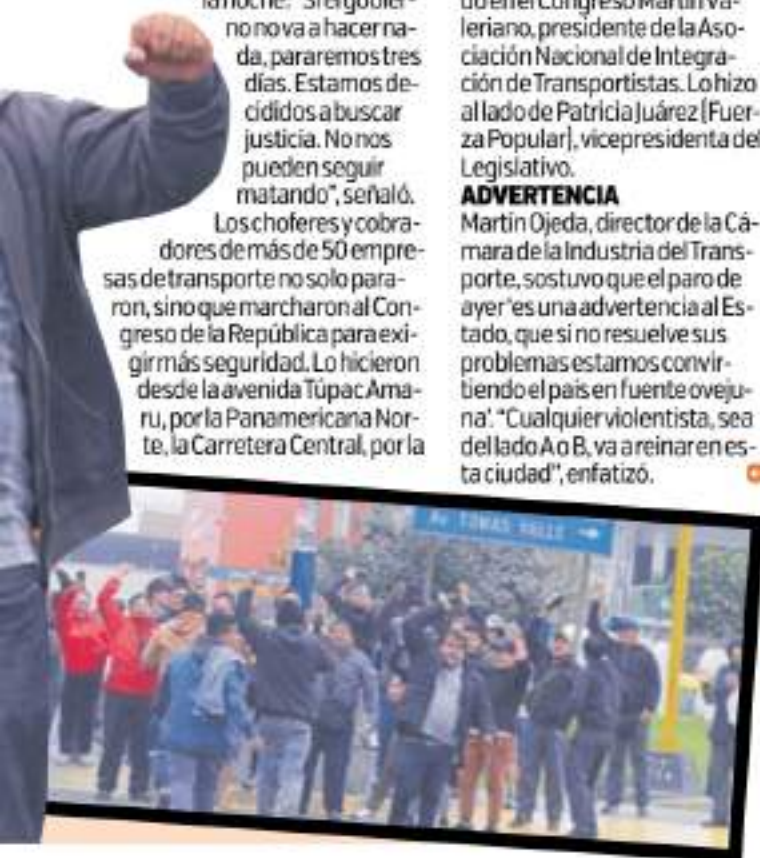 la noche. "Si el gobier-
no no va a hacer na-
da, pararemos tres
días. Estamos de-
cididos a buscar
justicia. No nos
pueden seguir
matando", señaló.
Los choferes y cobra-
dores de más de 50 empre-
sas de transporte no solo para-
ron, sino que marcharon al Con-
greso de la República para exi-
gir más seguridad. Lo hicieron
desde la avenida Túpac Ama-
ru, por la Panamericana Nor-
te, la Carretera Central, por la
do en el Congreso Martín Va-
leriano, presidente de la Aso-
ciación Nacional de Integra-
ción de Transportistas. Lo hizo
al lado de Patricia Juárez (Fuer-
za Popular), vicepresidenta del
Legislativo.
ADVERTENCIA
Martín Ojeda, director de la Cá-
mara de la Industria del Trans-
porte, sostuvo que el paro de
ayer 'es una advertencia al Es-
tado, que si no resuelve sus
problemas estamos convir-
tiendo el país en fuente oveju-
na'. "Cualquier violentista, sea
del lado A o B, va a reinar en es-
ta ciudad", enfatizó.
Av TOMAS VALLE →